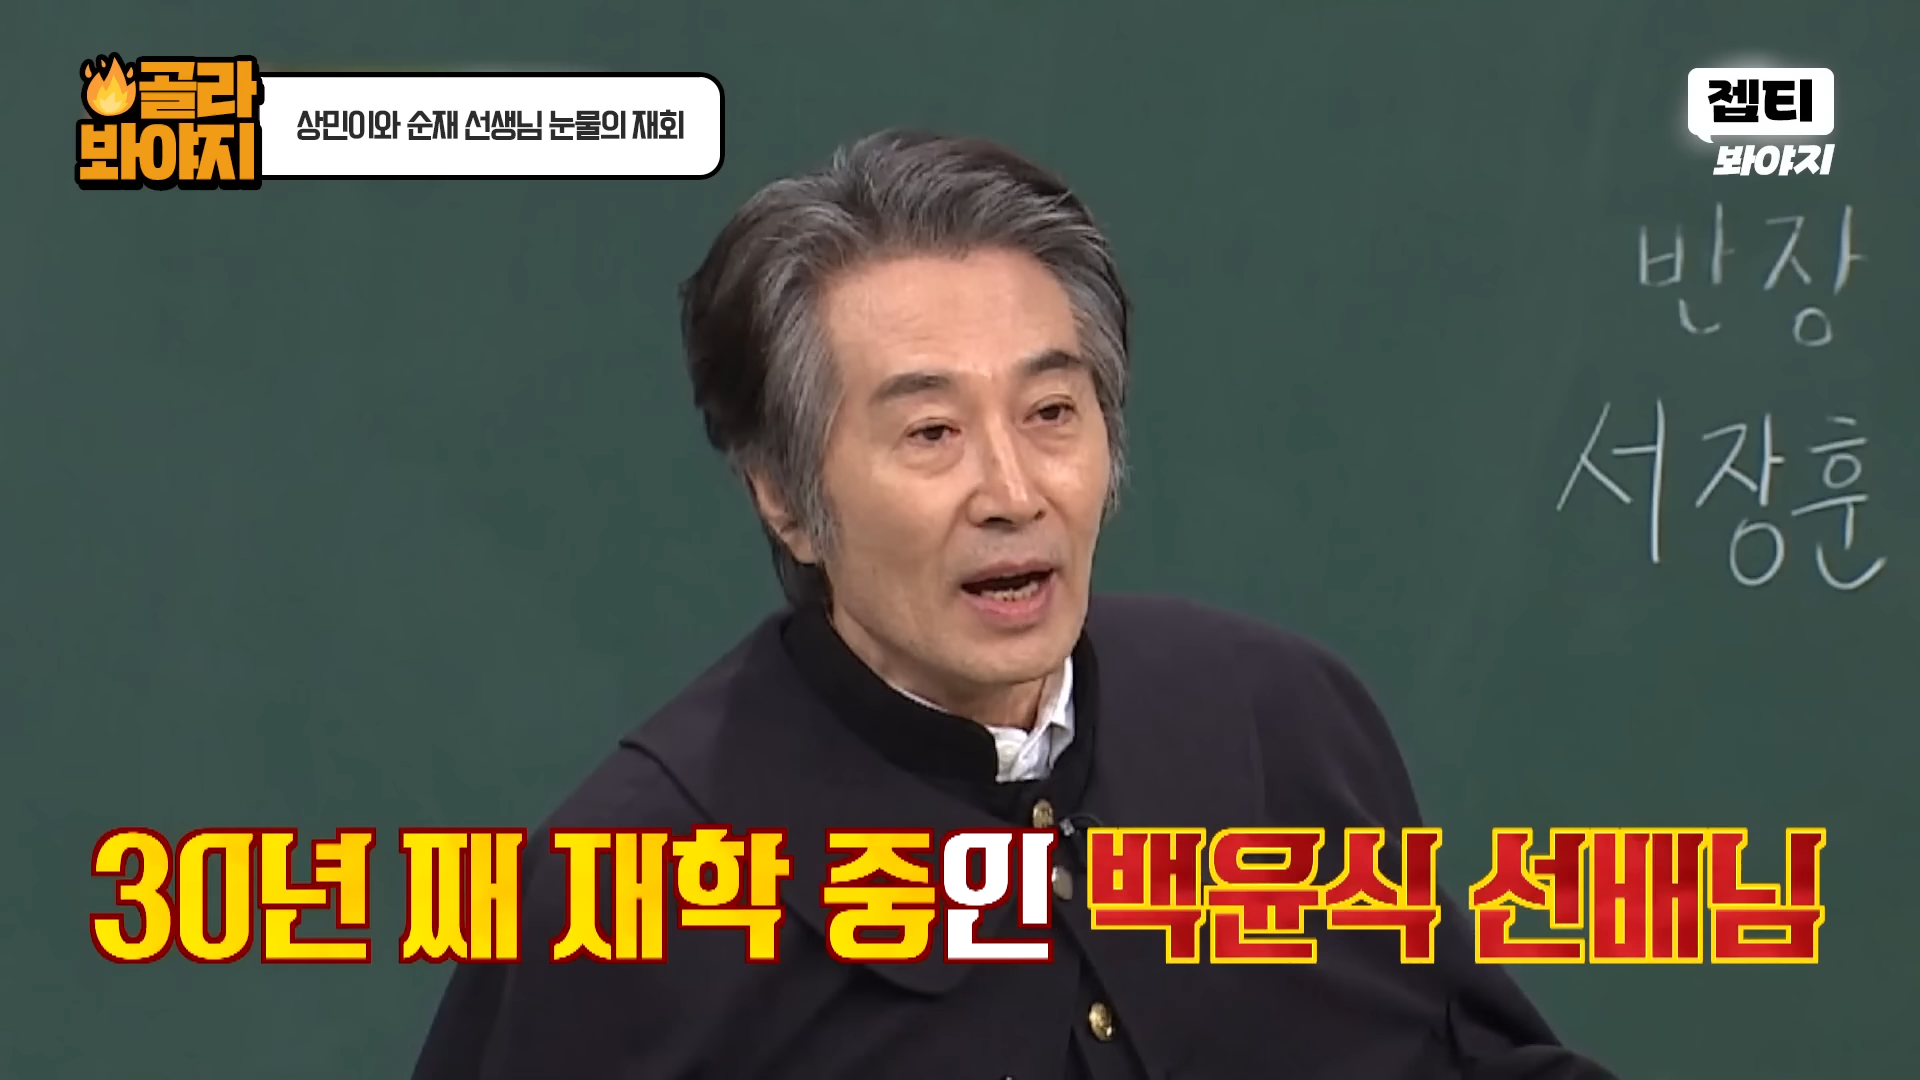 골라
봐야지
상민이와 순재 선생님 눈물의 재회
젭티
봐야지
반장
서장훈
30년 째 재학 중인 백윤식 선배님